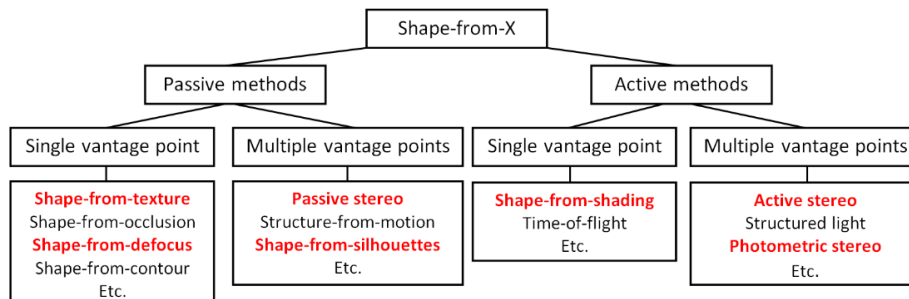 Shape-from-X
Passive methods
Active methods
Single vantage point
Multiple vantage points
Single vantage point
Multiple vantage points
Shape-from-texture
Shape-from-occlusion
Shape-from-defocus
Shape-from-contour
Etc.
Passive stereo
Structure-from-motion
Shape-from-silhouettes
Etc.
Shape-from-shading
Time-of-flight
Etc.
Active stereo
Structured light
Photometric stereo
Etc.